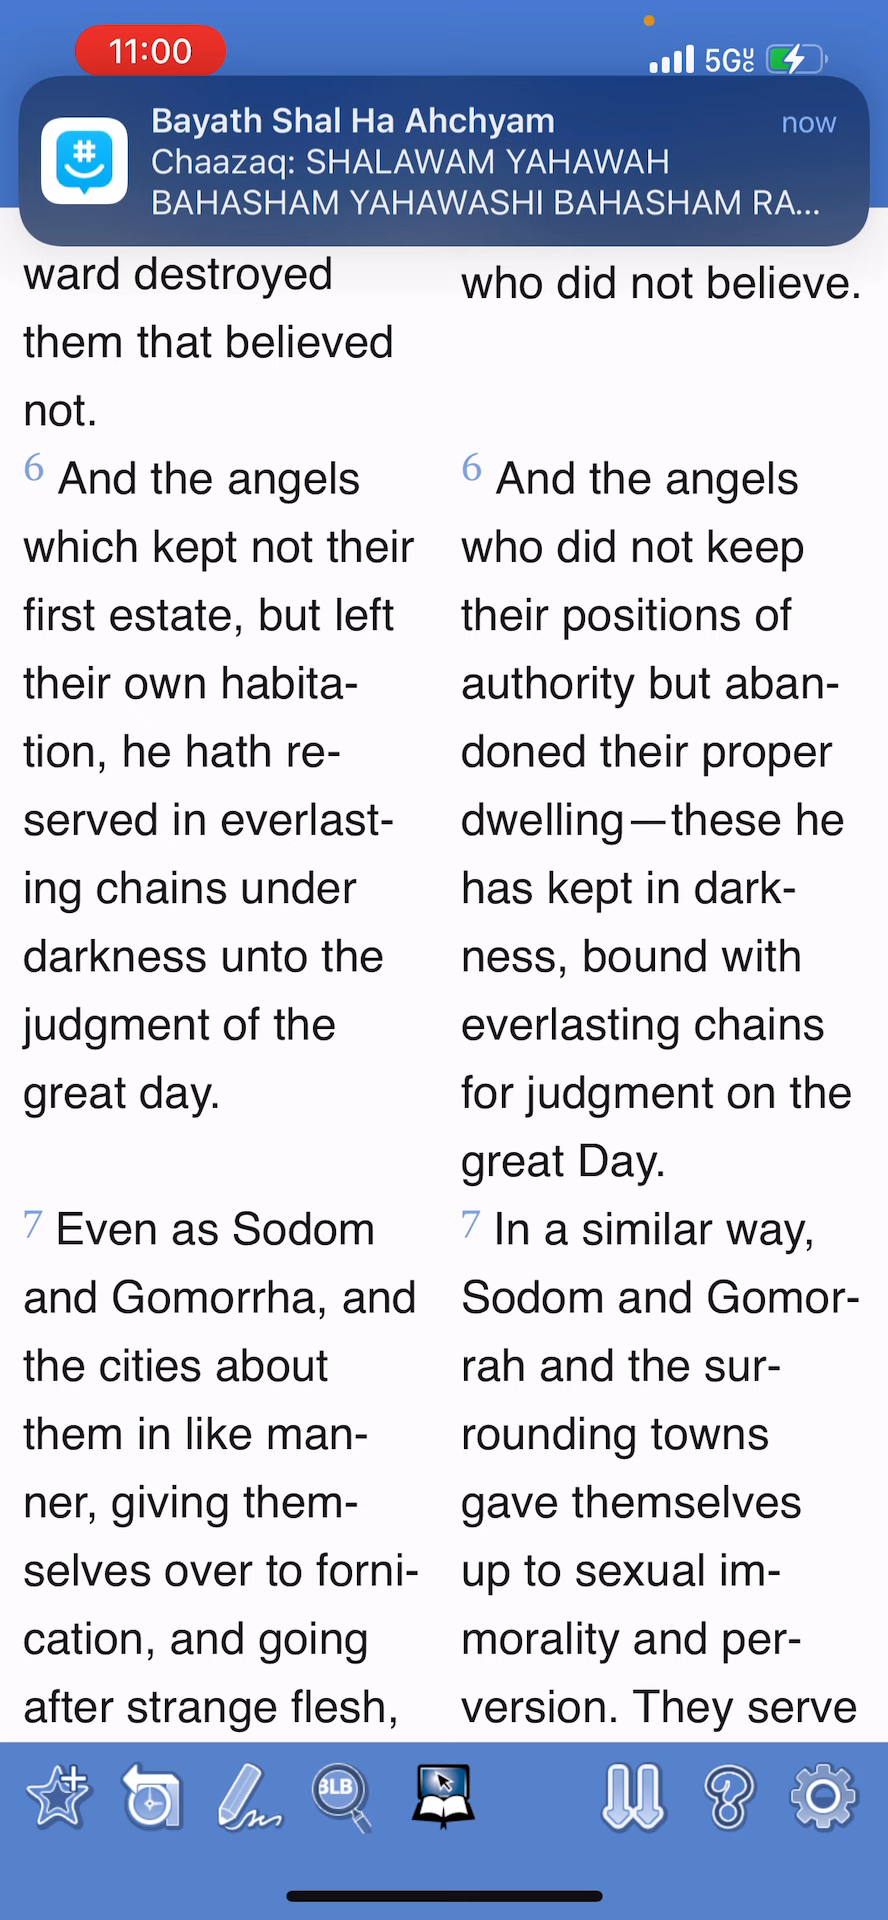 11:00
5GUC
Bayath Shal Ha Ahchyam
now
Chaazaq: SHALAWAM YAHAWAH
BAHASHAM YAHAWASHI BAHASHAM RA...
ward destroyed
them that believed
not.
6 And the angels
which kept not their
first estate, but left
their own habita-
tion, he hath re-
served in everlast-
ing chains under
darkness unto the
judgment of the
great day.
7 Even as Sodom
and Gomorrha, and
the cities about
them in like man-
ner, giving them-
selves over to forni-
cation, and going
after strange flesh,
who did not believe.
6 And the angels
who did not keep
their positions of
authority but aban-
doned their proper
dwelling—these he
has kept in dark-
ness, bound with
everlasting chains
for judgment on the
great Day.
7 In a similar way,
Sodom and Gomor-
rah and the sur-
rounding towns
gave themselves
up to sexual im-
morality and per-
version. They serve
BLB